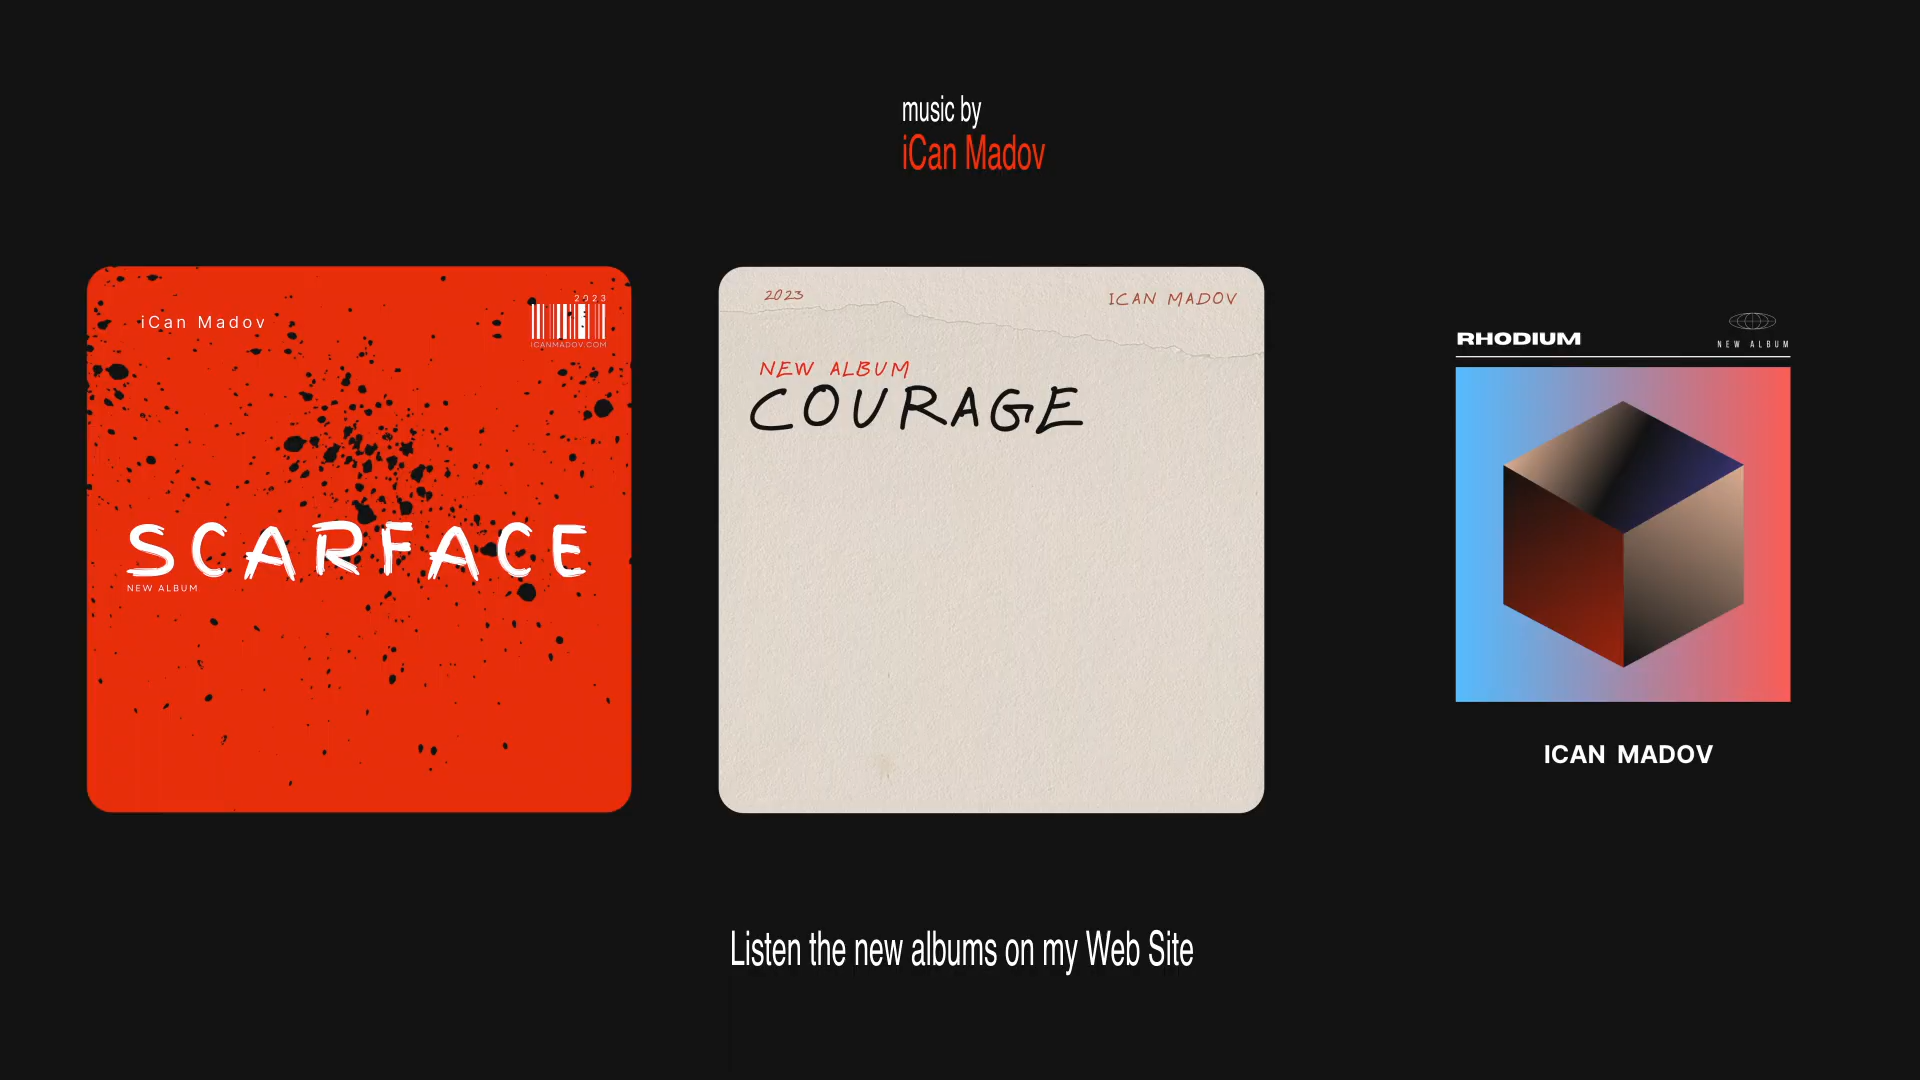 music by
iCan Madov
iCan Madov
2023
ICANMADOV.COM
SCARFACE
NEW ALBUM
2023
ICAN MADOV
NEW ALBUM
COURAGE
RHODIUM
NEW ALBUM
ICAN MADOV
Listen the new albums on my Web Site